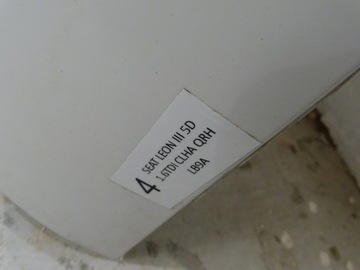 SEAT LEON III 5D
1.6TDI CLHA QRH
4 LB9A